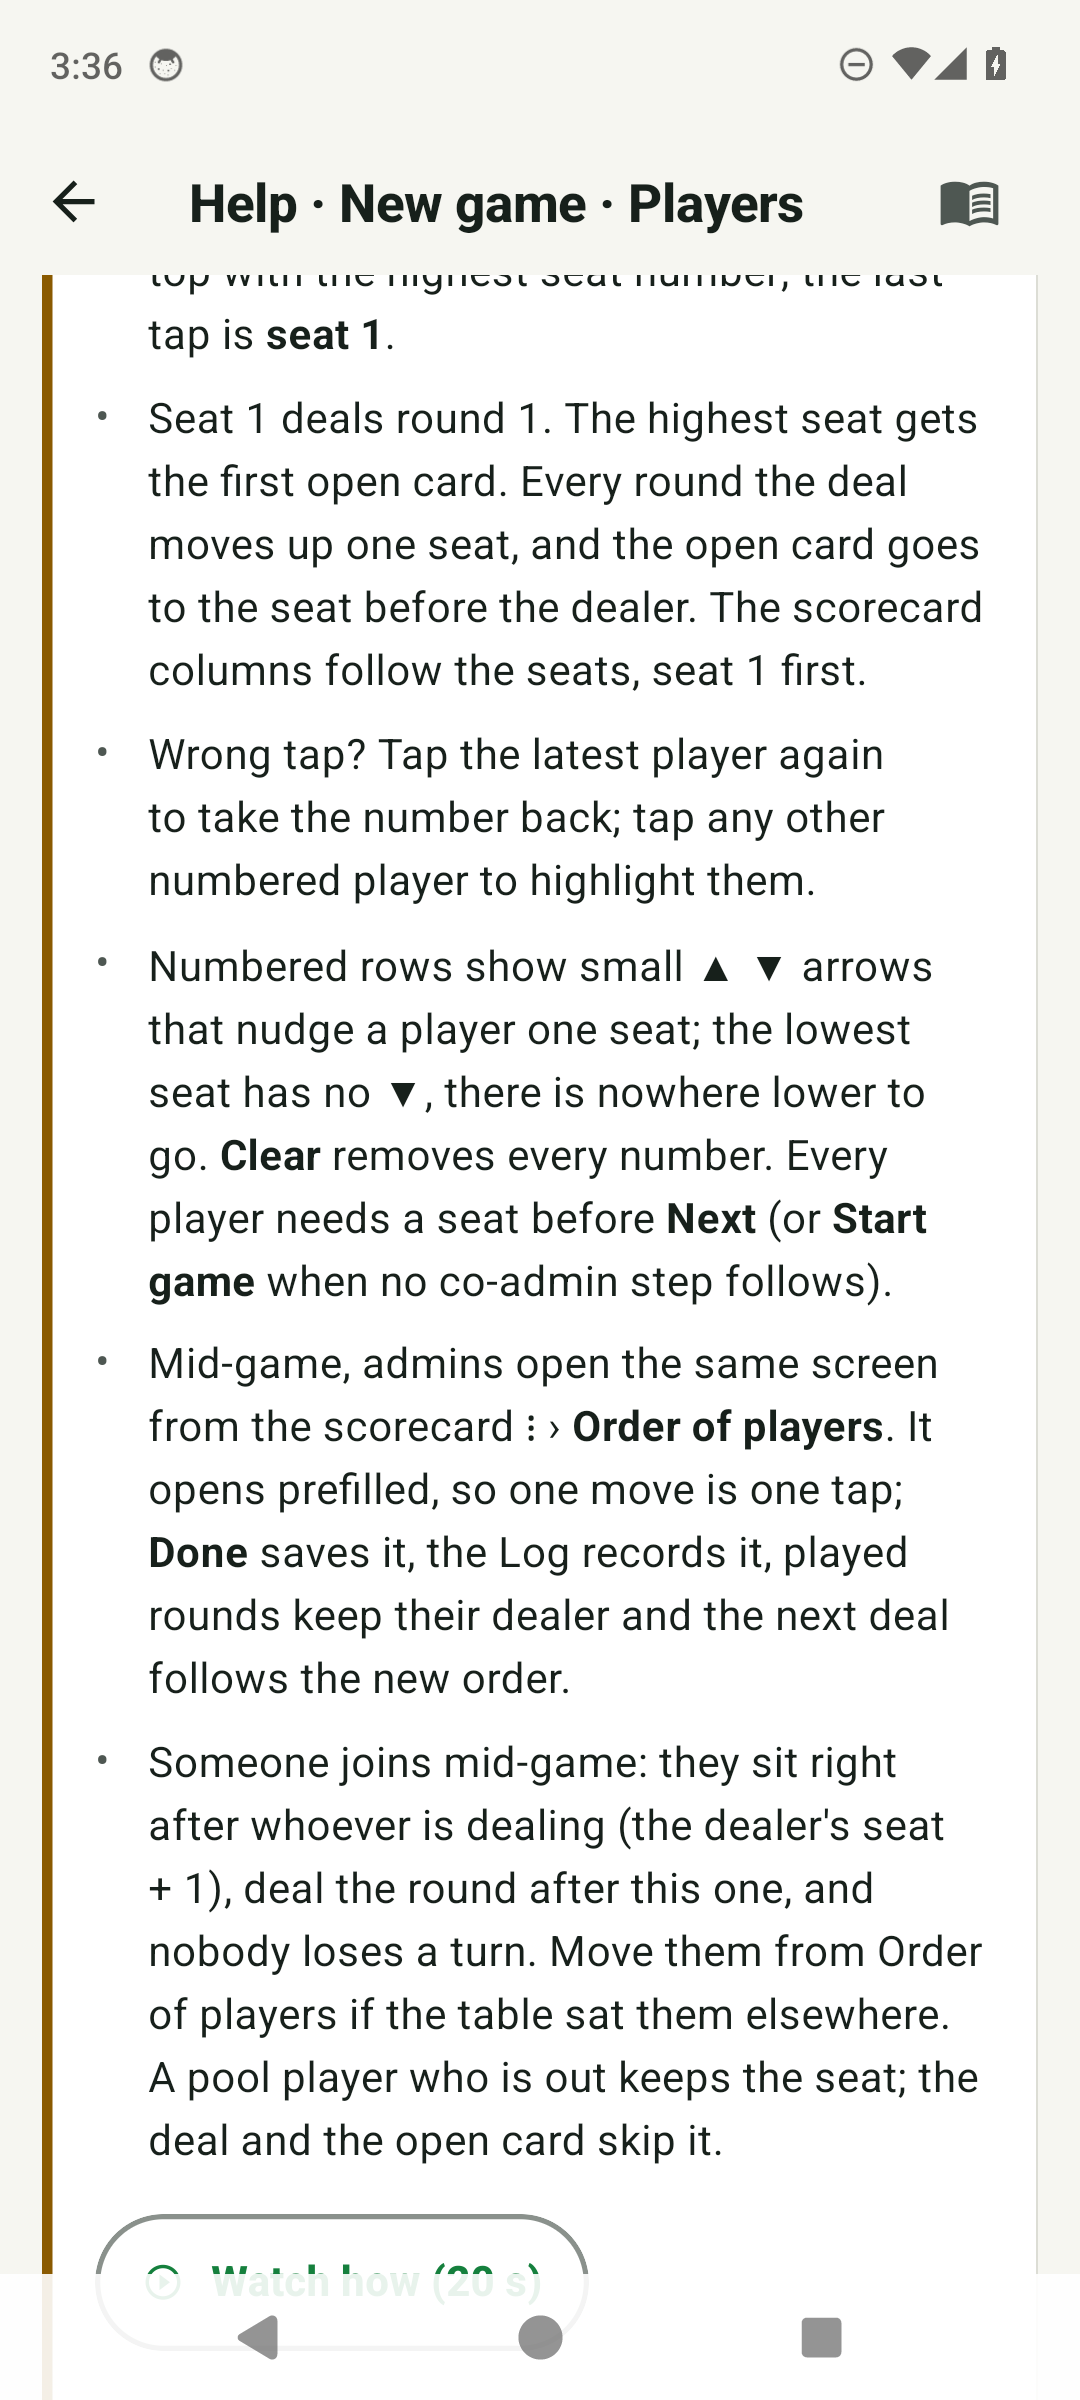 3:36
Help · New game · Players
top with the highest seat number, the last
tap is seat 1.
• Seat 1 deals round 1. The highest seat gets
the first open card. Every round the deal
moves up one seat, and the open card goes
to the seat before the dealer. The scorecard
columns follow the seats, seat 1 first.
• Wrong tap? Tap the latest player again
to take the number back; tap any other
numbered player to highlight them.
• Numbered rows show small ▲ ▼ arrows
that nudge a player one seat; the lowest
seat has no ▼, there is nowhere lower to
go. Clear removes every number. Every
player needs a seat before Next (or Start
game when no co-admin step follows).
• Mid-game, admins open the same screen
from the scorecard ⋮ › Order of players. It
opens prefilled, so one move is one tap;
Done saves it, the Log records it, played
rounds keep their dealer and the next deal
follows the new order.
• Someone joins mid-game: they sit right
after whoever is dealing (the dealer's seat
+ 1), deal the round after this one, and
nobody loses a turn. Move them from Order
of players if the table sat them elsewhere.
A pool player who is out keeps the seat; the
deal and the open card skip it.
Watch how (20 s)